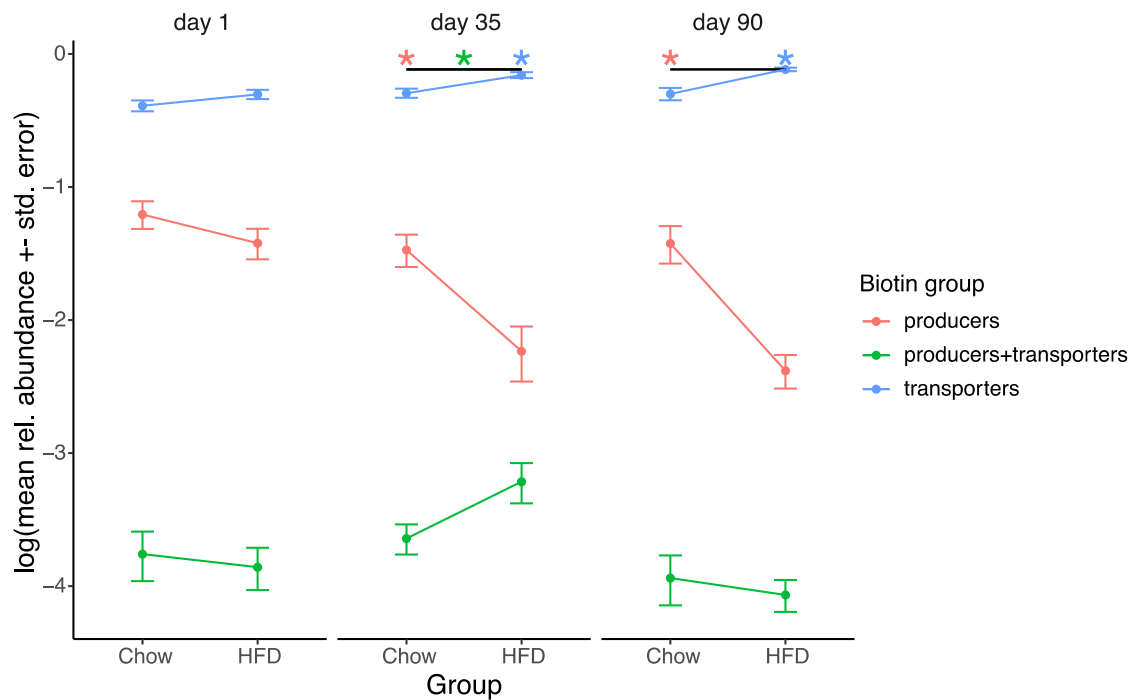 day 1
day 35
day 90
* * *
* *
log(mean rel. abundance +- std. error)
0
−1
−2
−3
−4
Chow HFD
Chow HFD
Chow HFD
Group
Biotin group
producers
producers+transporters
transporters